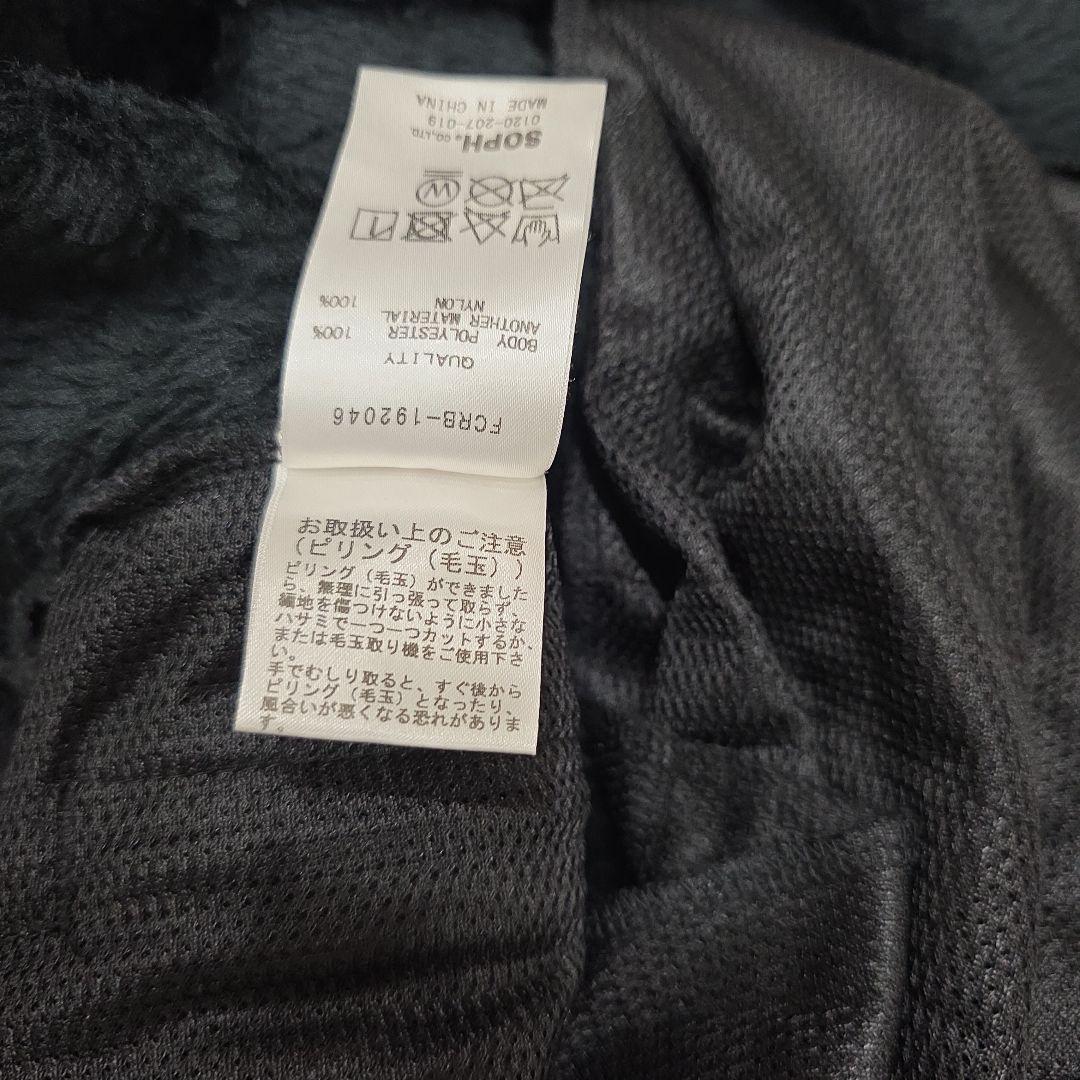 FCRB-192046
QUALITY
BODY POLYESTER 100%
ANOTHER MATERIAL
NYLON 100%
W
SOPH. CO.,LTD.
0120-207-019
MADE IN CHINA
お取扱い上のご注意
(ピリング(毛玉))
ピリング(毛玉)ができました
ら、無理に引っ張って取らず、
編地を傷つけないように小さな
ハサミで一つ一つカットするか、
または毛玉取り機をご使用下さ
い。
手でむしり取ると、すぐ後から
ピリング(毛玉)となったり、
風合いが悪くなる恐れがありま
す。